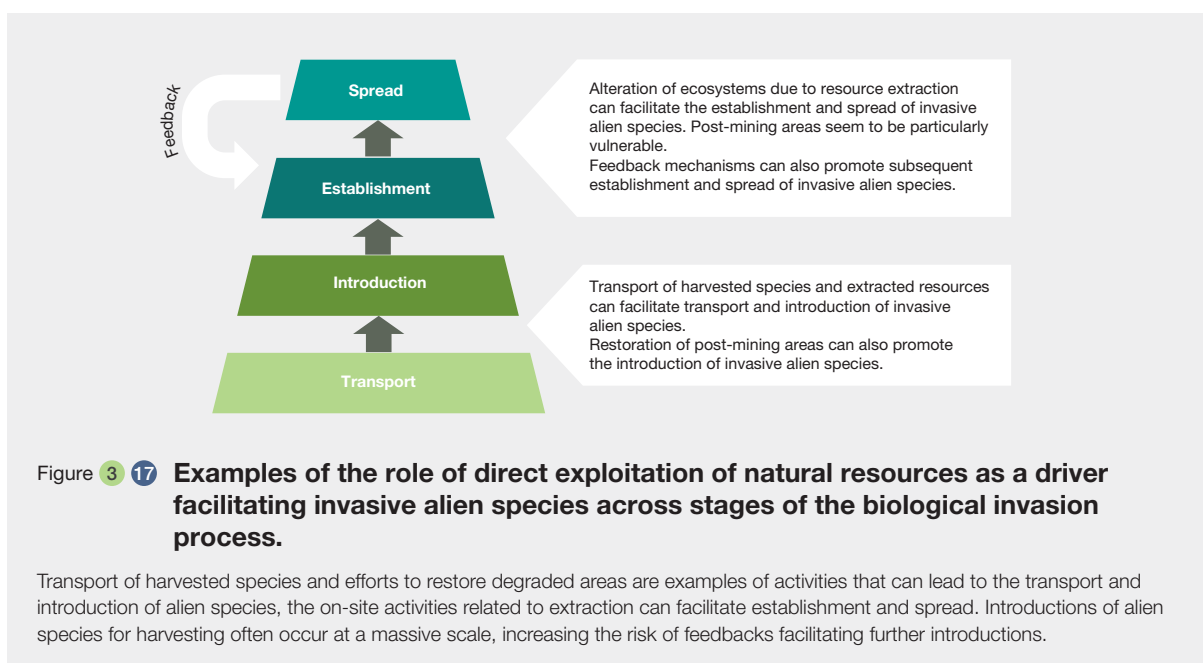 Feedback
Spread
Establishment
Introduction
Transport
Alteration of ecosystems due to resource extraction
can facilitate the establishment and spread of invasive
alien species. Post-mining areas seem to be particularly
vulnerable.
Feedback mechanisms can also promote subsequent
establishment and spread of invasive alien species.
Transport of harvested species and extracted resources
can facilitate transport and introduction of invasive
alien species.
Restoration of post-mining areas can also promote
the introduction of invasive alien species.
Figure 3 17 Examples of the role of direct exploitation of natural resources as a driver
facilitating invasive alien species across stages of the biological invasion
process.
Transport of harvested species and efforts to restore degraded areas are examples of activities that can lead to the transport and
introduction of alien species, the on-site activities related to extraction can facilitate establishment and spread. Introductions of alien
species for harvesting often occur at a massive scale, increasing the risk of feedbacks facilitating further introductions.